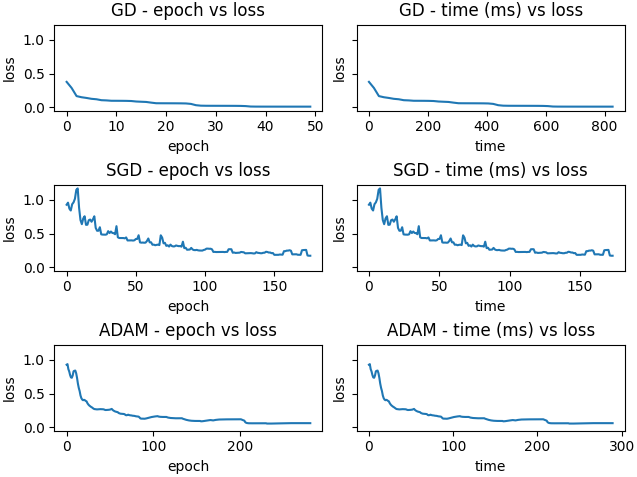 GD - epoch vs loss
GD - time (ms) vs loss
1.0
0.5
0.0
loss
loss
0 10 20 30 40 50
0 200 400 600 800
epoch
time
SGD - epoch vs loss
SGD - time (ms) vs loss
1.0
0.5
0.0
loss
loss
0 50 100 150
0 50 100 150
epoch
time
ADAM - epoch vs loss
ADAM - time (ms) vs loss
1.0
0.5
0.0
loss
loss
0 100 200
0 100 200 300
epoch
time